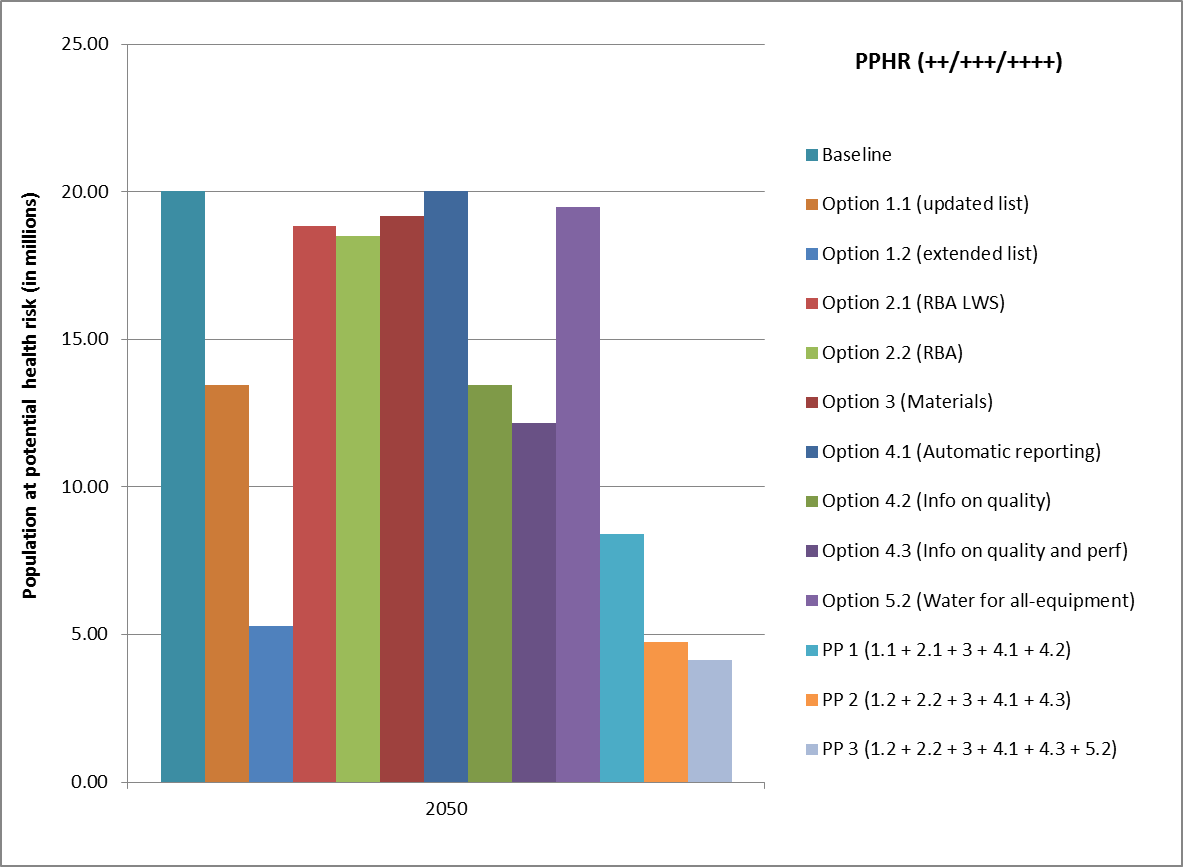 PPHR (++/+++/++++)
Population at potential health risk (in millions)
25.00
20.00
15.00
10.00
5.00
0.00
2050
Baseline
Option 1.1 (updated list)
Option 1.2 (extended list)
Option 2.1 (RBA LWS)
Option 2.2 (RBA)
Option 3 (Materials)
Option 4.1 (Automatic reporting)
Option 4.2 (Info on quality)
Option 4.3 (Info on quality and perf)
Option 5.2 (Water for all-equipment)
PP 1 (1.1 + 2.1 + 3 + 4.1 + 4.2)
PP 2 (1.2 + 2.2 + 3 + 4.1 + 4.3)
PP 3 (1.2 + 2.2 + 3 + 4.1 + 4.3 + 5.2)